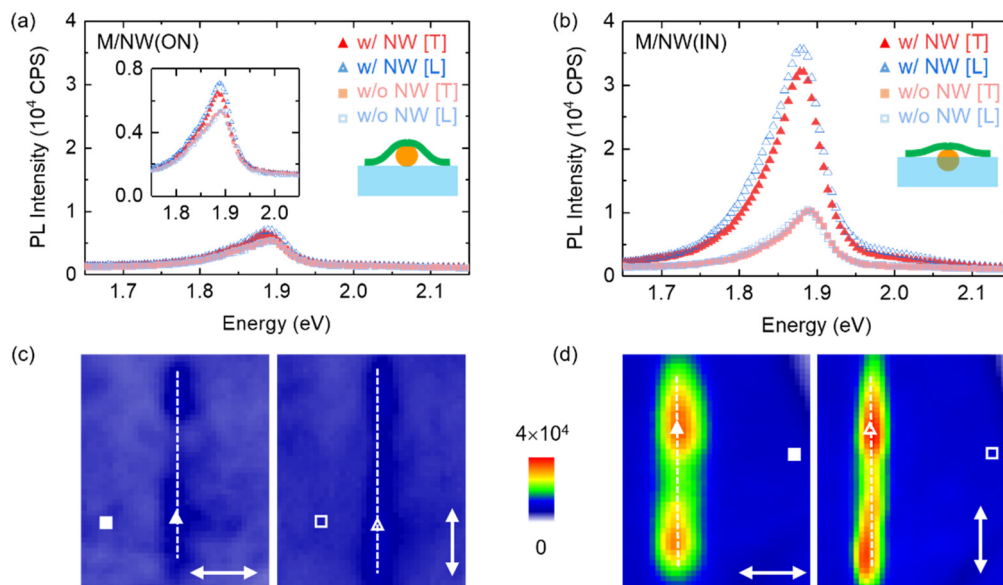 (a)
M/NW(ON)
w/ NW [T]
w/ NW [L]
w/o NW [T]
w/o NW [L]
PL Intensity (10⁴ CPS)
4
3
2
1
0
0.8
0.4
0.0
1.8 1.9 2.0
1.7 1.8 1.9 2.0 2.1
Energy (eV)
(b)
M/NW(IN)
w/ NW [T]
w/ NW [L]
w/o NW [T]
w/o NW [L]
PL Intensity (10⁴ CPS)
4
3
2
1
0
1.7 1.8 1.9 2.0 2.1
Energy (eV)
(c)
4×10⁴
0
(d)